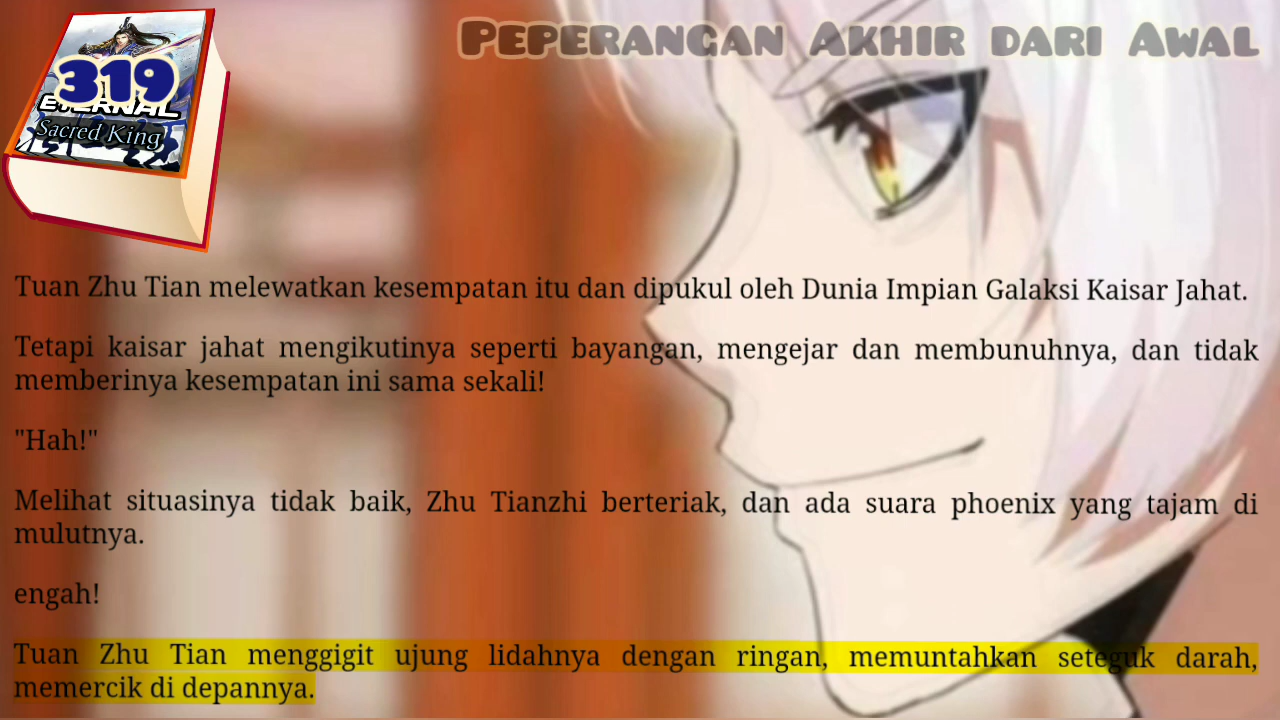 Peperangan Akhir dari Awal
319
ETERNAL
Sacred King
Tuan Zhu Tian melewatkan kesempatan itu dan dipukul oleh Dunia Impian Galaksi Kaisar Jahat.
Tetapi kaisar jahat mengikutinya seperti bayangan, mengejar dan membunuhnya, dan tidak
memberinya kesempatan ini sama sekali!
"Hah!"
Melihat situasinya tidak baik, Zhu Tianzhi berteriak, dan ada suara phoenix yang tajam di
mulutnya.
engah!
Tuan Zhu Tian menggigit ujung lidahnya dengan ringan, memuntahkan seteguk darah,
memercik di depannya.